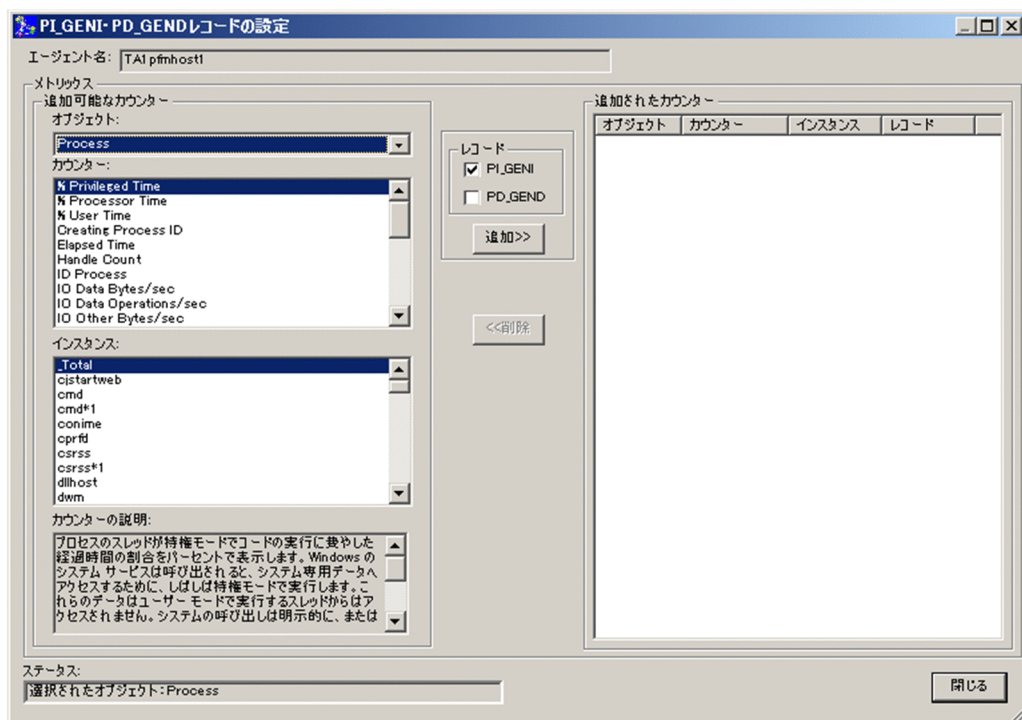 PI_GENI・PD_GENDレコードの設定
エージェント名:
TA1pfmhost1
メトリックス
追加可能なカウンター
オブジェクト:
Process
カウンター:
% Privileged Time
% Processor Time
% User Time
Creating Process ID
Elapsed Time
Handle Count
ID Process
IO Data Bytes/sec
IO Data Operations/sec
IO Other Bytes/sec
インスタンス:
_Total
cjstartweb
cmd
cmd*1
conime
cprfd
csrss
csrss*1
dllhost
dwm
カウンターの説明:
プロセスのスレッドが特権モードでコードの実行に費やした
経過時間の割合をパーセントで表示します。Windows の
システム サービスは呼び出されると、システム専用データへ
アクセスするために、しばしば特権モードで実行します。こ
れらのデータはユーザー モードで実行するスレッドからはア
クセスされません。システムの呼び出しは明示的に、または
レコード
PI_GENI
PD_GEND
追加>>
<<削除
追加されたカウンター
オブジェクト カウンター インスタンス レコード
ステータス:
選択されたオブジェクト:Process
閉じる